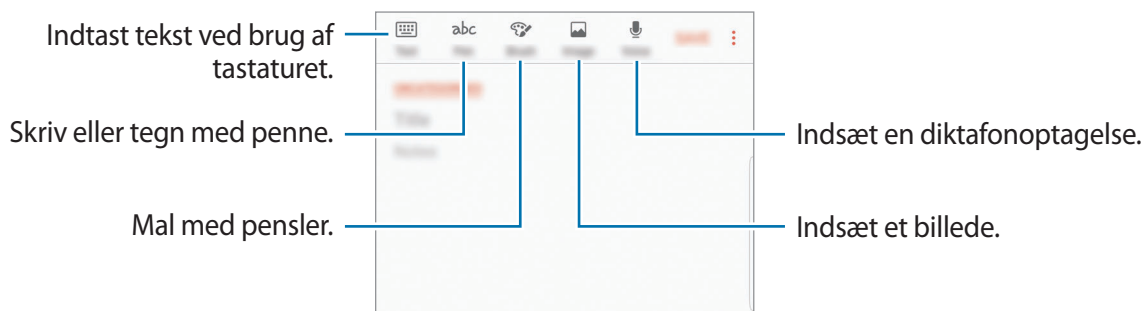 Indtast tekst ved brug af
tastaturet.
Skriv eller tegn med penne.
Mal med pensler.
abc
Indsæt en diktafonoptagelse.
Indsæt et billede.